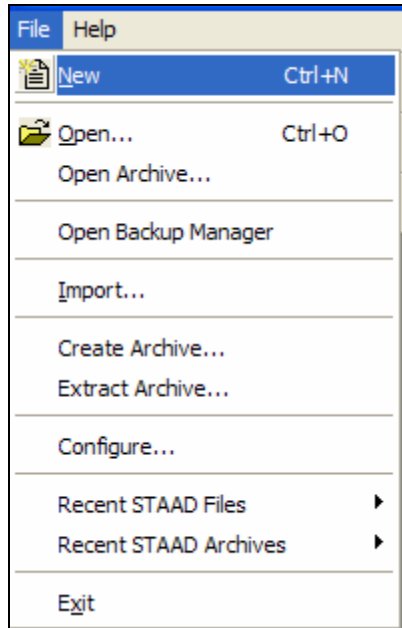 File Help
New Ctrl+N
Open... Ctrl+O
Open Archive...
Open Backup Manager
Import...
Create Archive...
Extract Archive...
Configure...
Recent STAAD Files
Recent STAAD Archives
Exit